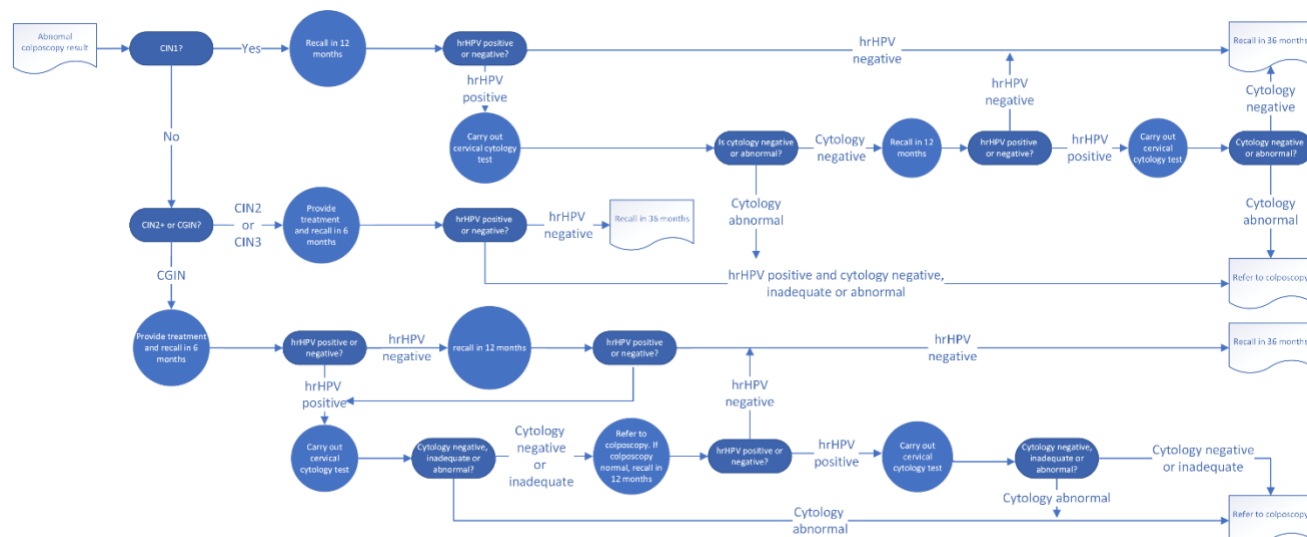 Abnomal
colposcopy result
CIN1?
Yes
Recall in 12
months
hrHPV positive
or negative?
hrHPV
negative
Recall in 36 months
hrHPV
positive
hrHPV
negative
Cytology
negative
No
Carry out
cervical cytology
test
Is cytology negative
or abnormal?
Cytology
negative
Recall in 12
months
hrHPV positive
or negative?
hrHPV
positive
Carry out
cervical
cytology test
Cytology negative
or abnormal?
CIN2+ or CGIN?
CIN2
or
CIN3
Provide
treatment
and recall in 6
months
hrHPV positive
or negative?
hrHPV
negative
Recall in 36 months
Cytology
abnormal
Cytology
abnormal
CGIN
hrHPV positive and cytology negative,
inadequate or abnormal
Refer to colposcopy
Provide treatment
and recall in 6
months
hrHPV positive or
negative?
hrHPV
negative
recall in 12 months
hrHPV positive
or negative?
hrHPV
negative
Recall in 36 months
hrHPV
positive
hrHPV
negative
Carry out
cervical
cytology test
Cytology negative,
inadequate or
abnormal?
Cytology
negative
or
inadequate
Refer to
colposcopy. If
colposcopy
normal, recall in
12 months
hrHPV positive or
negative?
hrHPV
positive
Carry out
cervical
cytology test
Cytology negative,
inadequate or
abnormal?
Cytology negative
or inadequate
Cytology abnormal
Cytology
abnormal
Refer to colposcopy